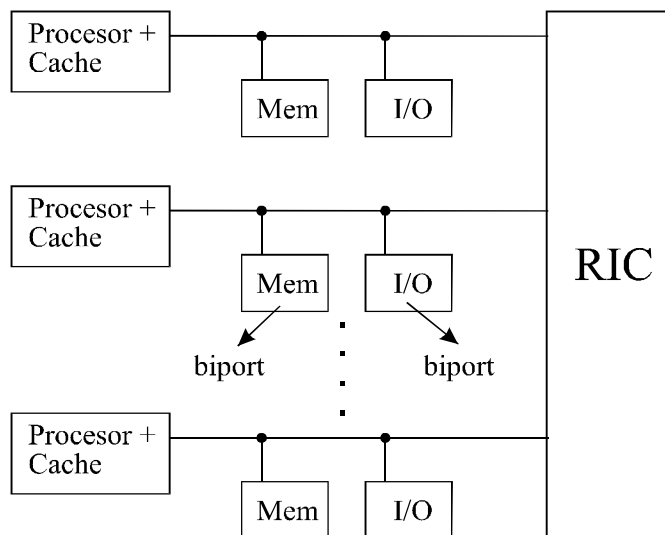 Procesor +
Cache
Mem
I/O
Procesor +
Cache
Mem
I/O
RIC
biport
biport
Procesor +
Cache
Mem
I/O